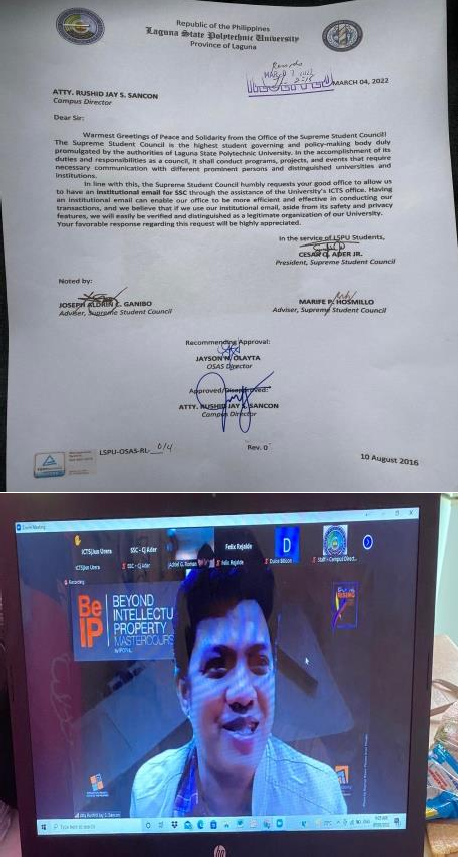 Republic of the Philippines
Laguna State Polytechnic University
Province of Laguna
MARCH 04, 2022
ATTY. RUSHID JAY S. SANCON
Campus Director
Dear Sir:
Warmest Greetings of Peace and Solidarity from the Office of the Supreme Student Council!
The Supreme Student Council is the highest student governing and policy-making body duly
promulgated by the authorities of Laguna State Polytechnic University. In the accomplishment of its
duties and responsibilities as a council, it shall conduct programs, projects, and events that require
necessary communication with different prominent persons and distinguished universities and
institutions.
In line with this, the Supreme Student Council humbly requests your good office to allow us
to have an institutional email for SSC through the assistance of the University's ICTS office. Having
an institutional email can enable our office to be more efficient and effective in conducting our
transactions, and we believe that if we use our institutional email, aside from its safety and privacy
features, we will easily be verified and distinguished as a legitimate organization of our University.
Your favorable response regarding this request will be highly appreciated.
In the service of LSPU Students,
CESAR Q. ADER JR.
President, Supreme Student Council
Noted by:
JOSEPH ALDRIN C. GANIBO
Adviser, Supreme Student Council
MARIFE P. HOSMILLO
Adviser, Supreme Student Council
Recommending Approval:
JAYSON N. OLAYTA
OSAS Director
Approved/Disapproved:
ATTY. RUSHID JAY S. SANCON
Campus Director
LSPU-OSAS-RL-
Rev. 0
10 August 2016
Zoom Meeting
SSC - CJ Ader
Felix Rejalde
D
SSC - CJ Ader
Felix Rejalde
Staff - Campus Direct...
Recording
Be IP
BEYOND
INTELLECTU
PROPERTY
MASTERCOURS
Type here to search
hp